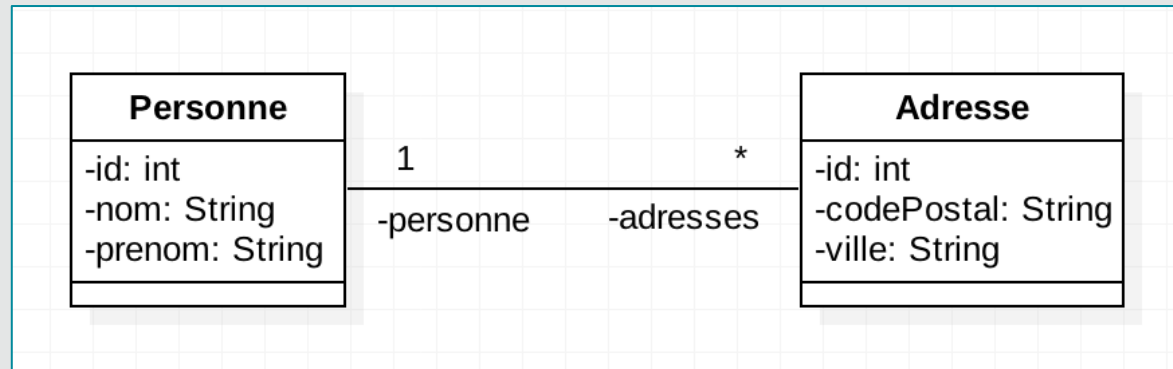 Personne
-id: int
-nom: String
-prenom: String
1
*
-personne
-adresses
Adresse
-id: int
-codePostal: String
-ville: String